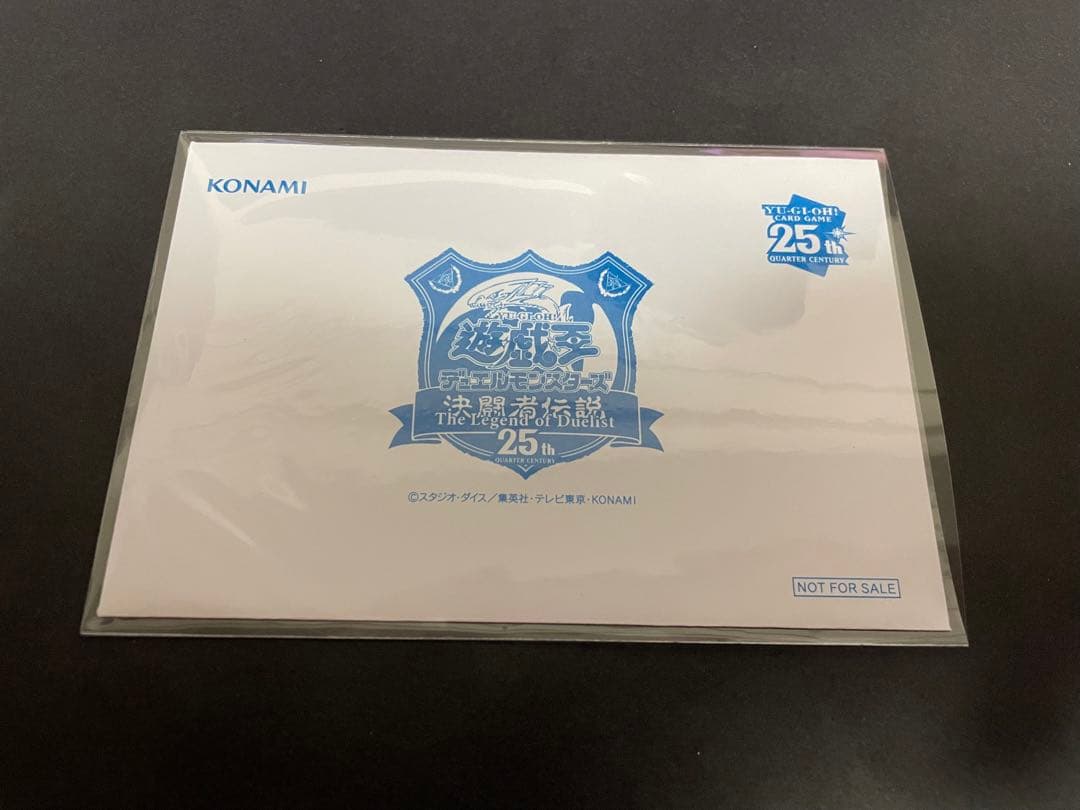 KONAMI
YU-GI-OH!
CARD GAME
25th
QUARTER CENTURY
YU-GI-OH!
遊戯王
デュエルモンスターズ
決闘者伝説
The Legend of Duelist
25th
QUARTER CENTURY
©スタジオ・ダイス/集英社・テレビ東京・KONAMI
NOT FOR SALE